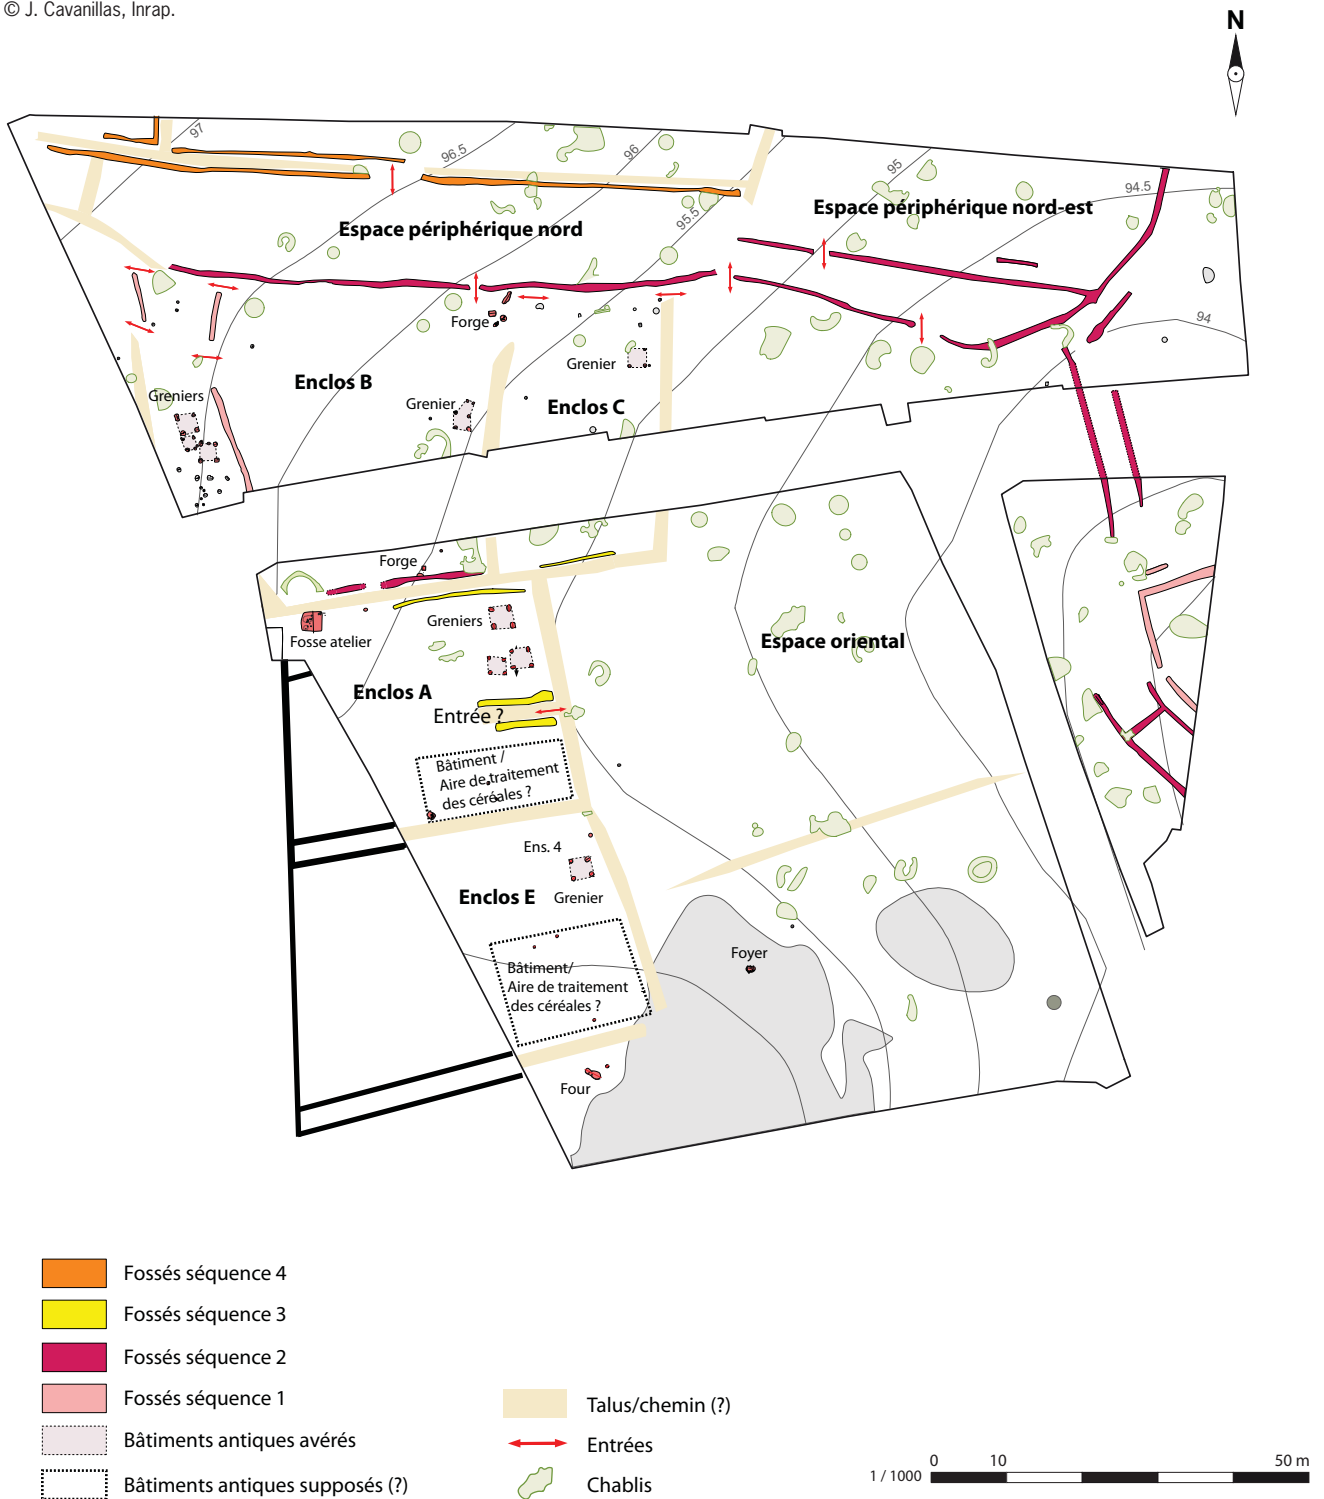 © J. Cavanillas, Inrap.
N
97
96.5
96
95.5
95
94.5
94
Espace périphérique nord
Espace périphérique nord-est
Forge
Grenier
Enclos B
Greniers
Grenier
Enclos C
Forge
Greniers
Fosse atelier
Espace oriental
Enclos A
Entrée ?
Bâtiment /
Aire de traitement
des céréales ?
Ens. 4
Enclos E
Grenier
Bâtiment/
Aire de traitement
des céréales ?
Foyer
Four
Fossés séquence 4
Fossés séquence 3
Fossés séquence 2
Fossés séquence 1
Bâtiments antiques avérés
Bâtiments antiques supposés (?)
Talus/chemin (?)
Entrées
Chablis
0 10 50 m
1 / 1000